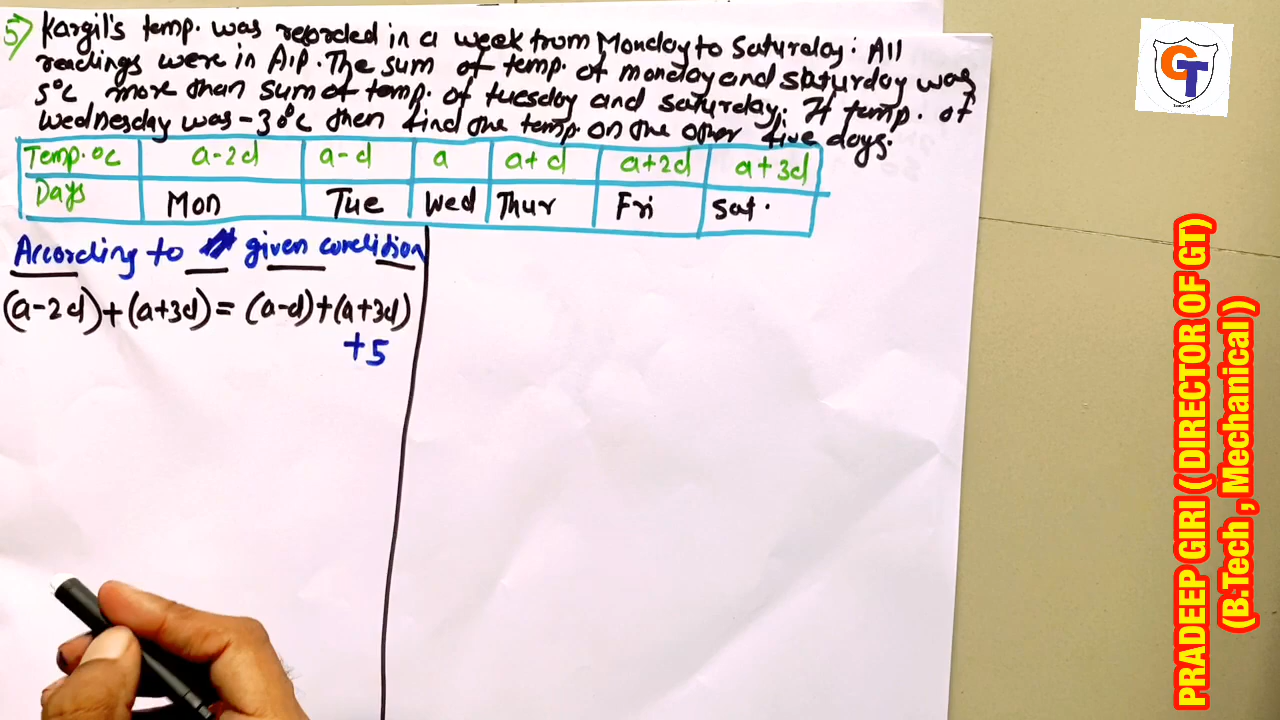 5) Kargil's temp. was recorded in a week from Monday to Saturday: All
readings were in A.P. The sum of temp. of monday and saturday was
5°C more than sum of temp. of tuesday and saturday. If temp. of
Wednesday was -30°C then find the temp. on the other five days.
Temp.°C a-2d a-d a a+d a+2d a+3d
Days Mon Tue Wed Thur Fri Sat.
According to given condition
(a-2d)+(a+3d)=(a-d)+(a+3d)
+5
GT
PRADEEP GIRI (( DIRECTOR OF GT)
(B.Tech , Mechanical )